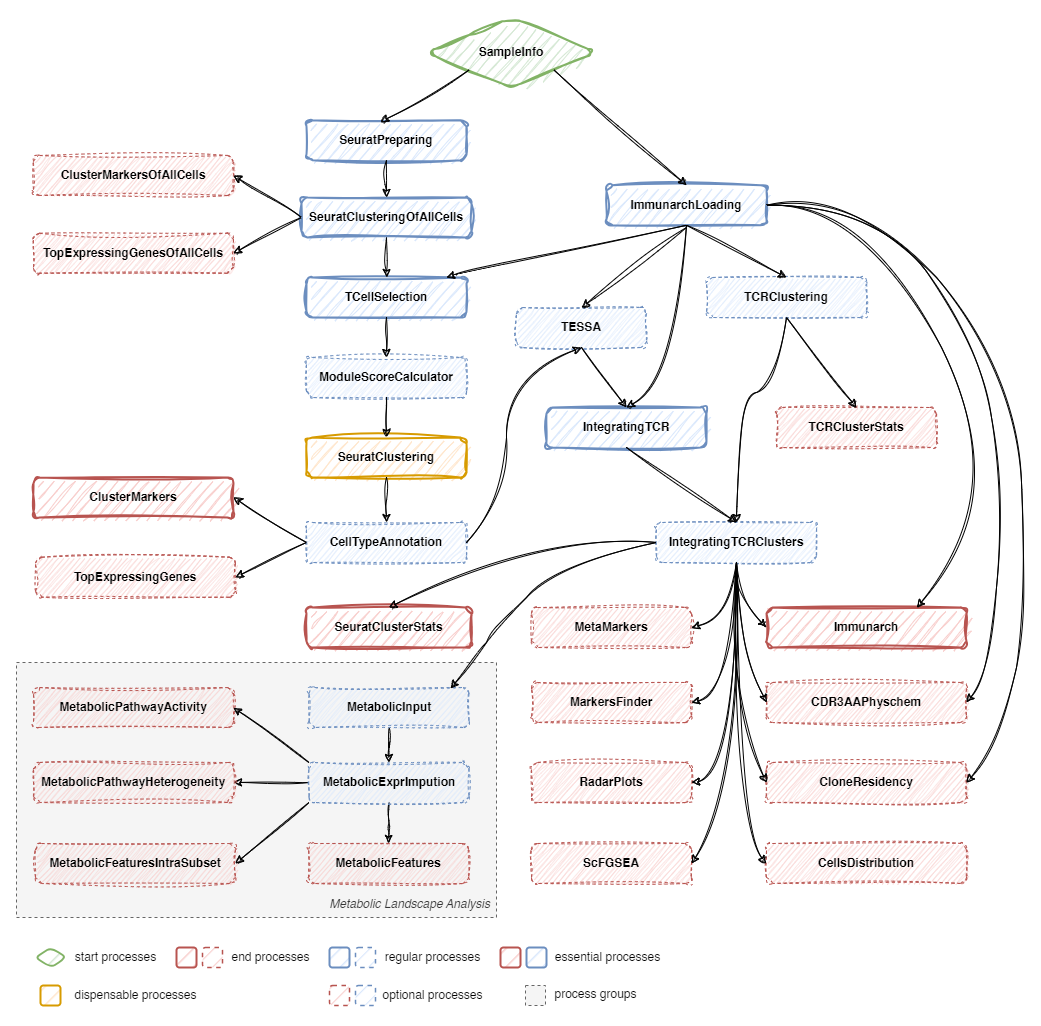 SampleInfo
SeuratPreparing
ClusterMarkersOfAllCells
ImmunarchLoading
SeuratClusteringOfAllCells
TopExpressingGenesOfAllCells
TCellSelection
TCRClustering
TESSA
ModuleScoreCalculator
IntegratingTCR
TCRClusterStats
SeuratClustering
ClusterMarkers
CellTypeAnnotation
IntegratingTCRClusters
TopExpressingGenes
SeuratClusterStats
MetaMarkers
Immunarch
MetabolicPathwayActivity
MetabolicInput
MarkersFinder
CDR3AAPhyschem
MetabolicPathwayHeterogeneity
MetabolicExprImpution
RadarPlots
CloneResidency
MetabolicFeaturesIntraSubset
MetabolicFeatures
ScFGSEA
CellsDistribution
Metabolic Landscape Analysis
start processes
end processes
regular processes
essential processes
dispensable processes
optional processes
process groups